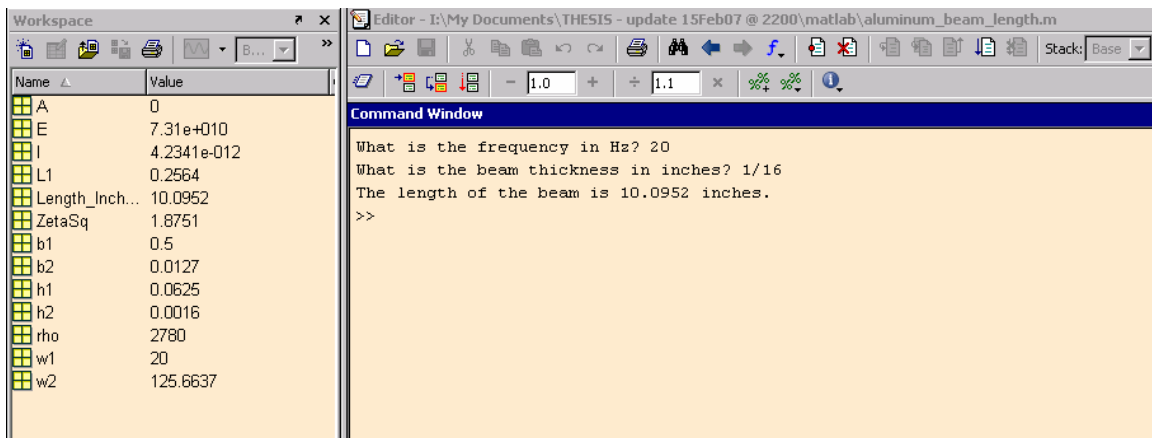 Workspace
B...
»
Name Value
A 0
E 7.31e+010
I 4.2341e-012
L1 0.2564
Length_Inch... 10.0952
ZetaSq 1.8751
b1 0.5
b2 0.0127
h1 0.0625
h2 0.0016
rho 2780
w1 20
w2 125.6637
Editor - I:\My Documents\THESIS - update 15Feb07 @ 2200\matlab\aluminum_beam_length.m
Stack: Base
- 1.0 + ÷ 1.1 ×
Command Window
What is the frequency in Hz? 20
What is the beam thickness in inches? 1/16
The length of the beam is 10.0952 inches.
>>